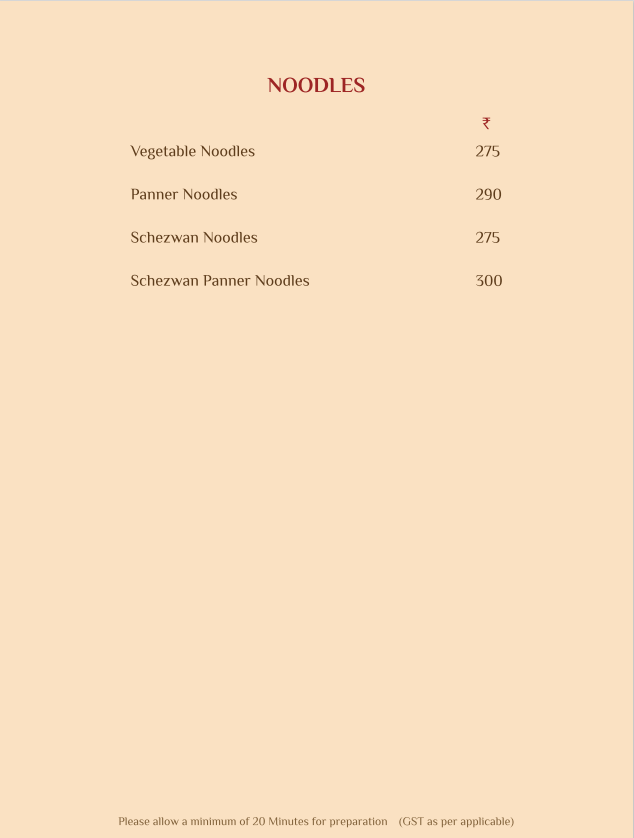 NOODLES
₹
Vegetable Noodles 275
Panner Noodles 290
Schezwan Noodles 275
Schezwan Panner Noodles 300
Please allow a minimum of 20 Minutes for preparation (GST as per applicable)